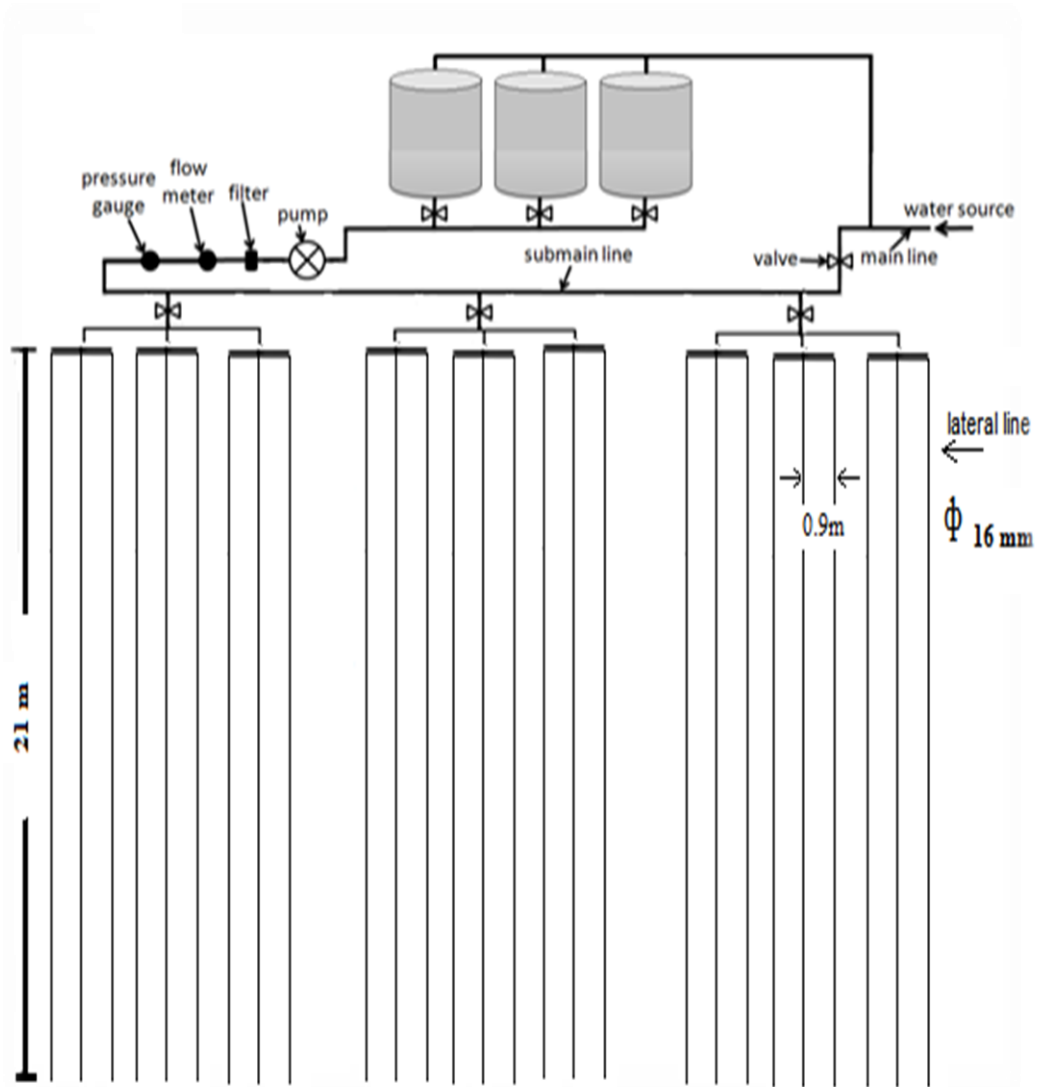 flow
meter
pressure
gauge
filter
pump
water source
submain line
valve
main line
lateral line
0.9m
ϕ 16 mm
21 m